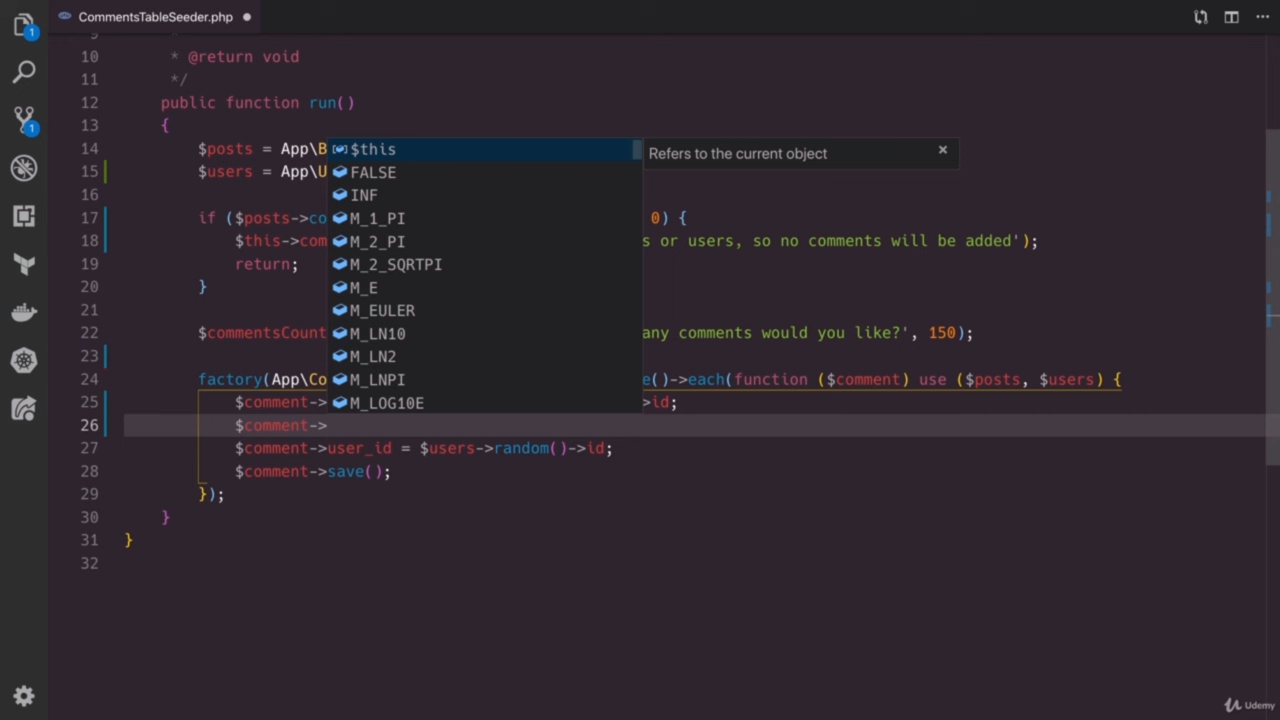 CommentsTableSeeder.php
1
1
10 * @return void
11 */
12 public function run()
13 {
14 $posts = App\B
15 $users = App\U
16
17 if ($posts->co 0) {
18 $this->com s or users, so no comments will be added');
19 return;
20 }
21
22 $commentsCount any comments would you like?', 150);
23
24 factory(App\Co e()->each(function ($comment) use ($posts, $users) {
25 $comment-> >id;
26 $comment->
27 $comment->user_id = $users->random()->id;
28 $comment->save();
29 });
30 }
31 }
32
$this
FALSE
INF
M_1_PI
M_2_PI
M_2_SQRTPI
M_E
M_EULER
M_LN10
M_LN2
M_LNPI
M_LOG10E
Refers to the current object
Udemy